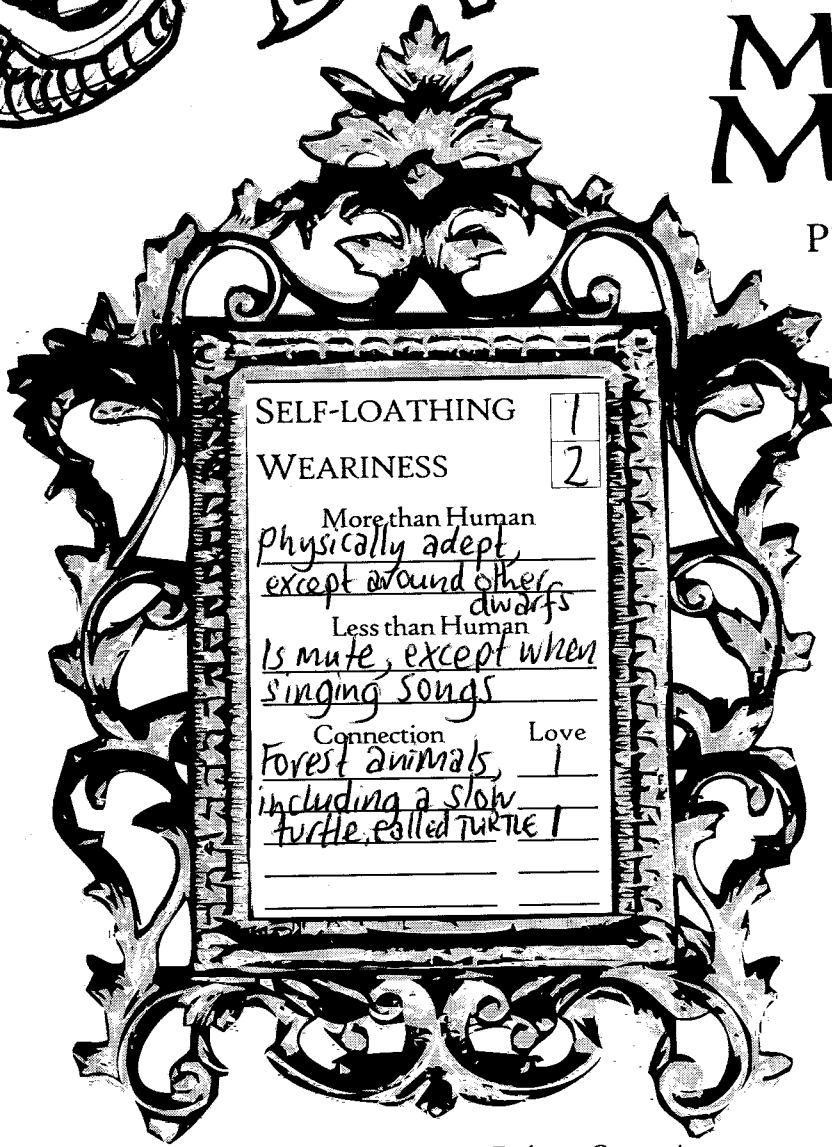 M
M
P
SELF-LOATHING 1
WEARINESS 2
More than Human
Physically adept,
except around other
dwarfs
Less than Human
Is mute, except when
singing songs
Connection Love
Forest animals, 1
including a slow
turtle, called TURTLE 1